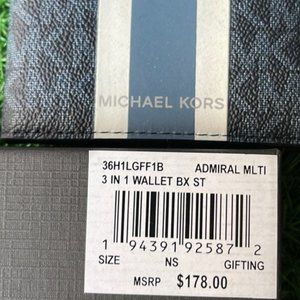 MICHAEL KORS
36H1LGFF1B ADMIRAL MLTI
3 IN 1 WALLET BX ST
1 94391 92587 2
SIZE NS GIFTING
MSRP $178.00